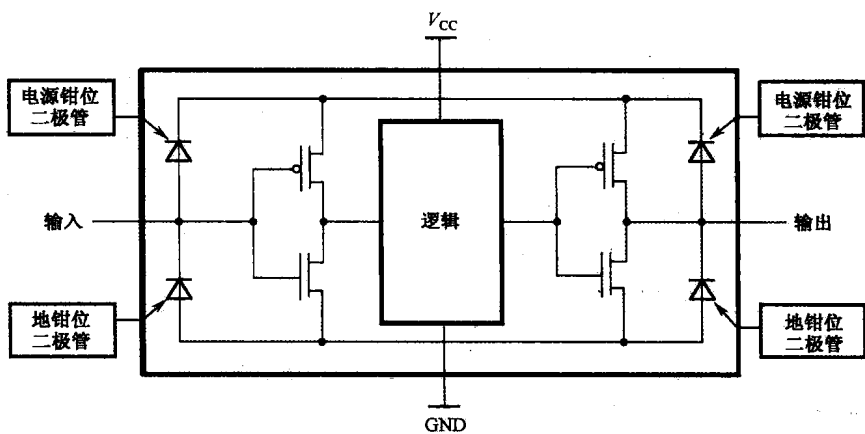 VCC
电源钳位
二极管
电源钳位
二极管
输入
逻辑
输出
地钳位
二极管
地钳位
二极管
GND